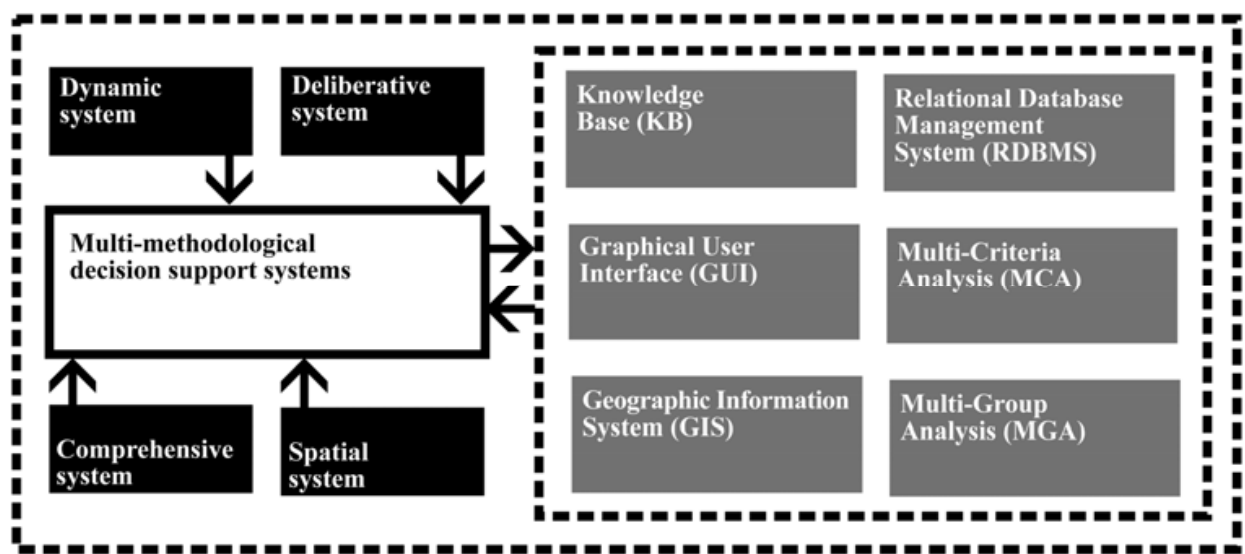 Dynamic
system
Deliberative
system
Multi-methodological
decision support systems
Comprehensive
system
Spatial
system
Knowledge
Base (KB)
Relational Database
Management
System (RDBMS)
Graphical User
Interface (GUI)
Multi-Criteria
Analysis (MCA)
Geographic Information
System (GIS)
Multi-Group
Analysis (MGA)